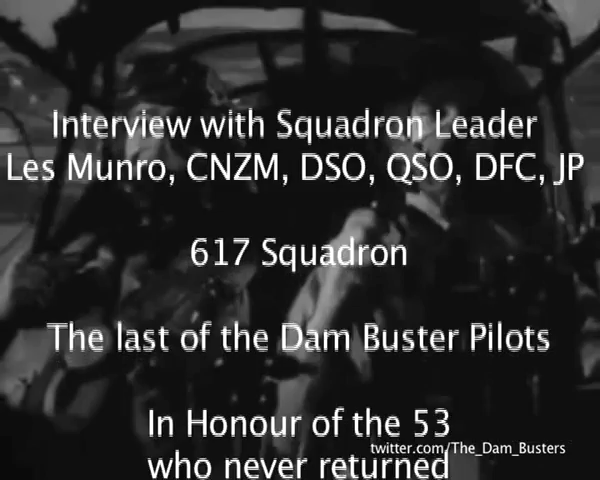 Interview with Squadron Leader
Les Munro, CNZM, DSO, QSO, DFC, JP
617 Squadron
The last of the Dam Buster Pilots
In Honour of the 53
twitter.com/The_Dam_Busters
who never returned